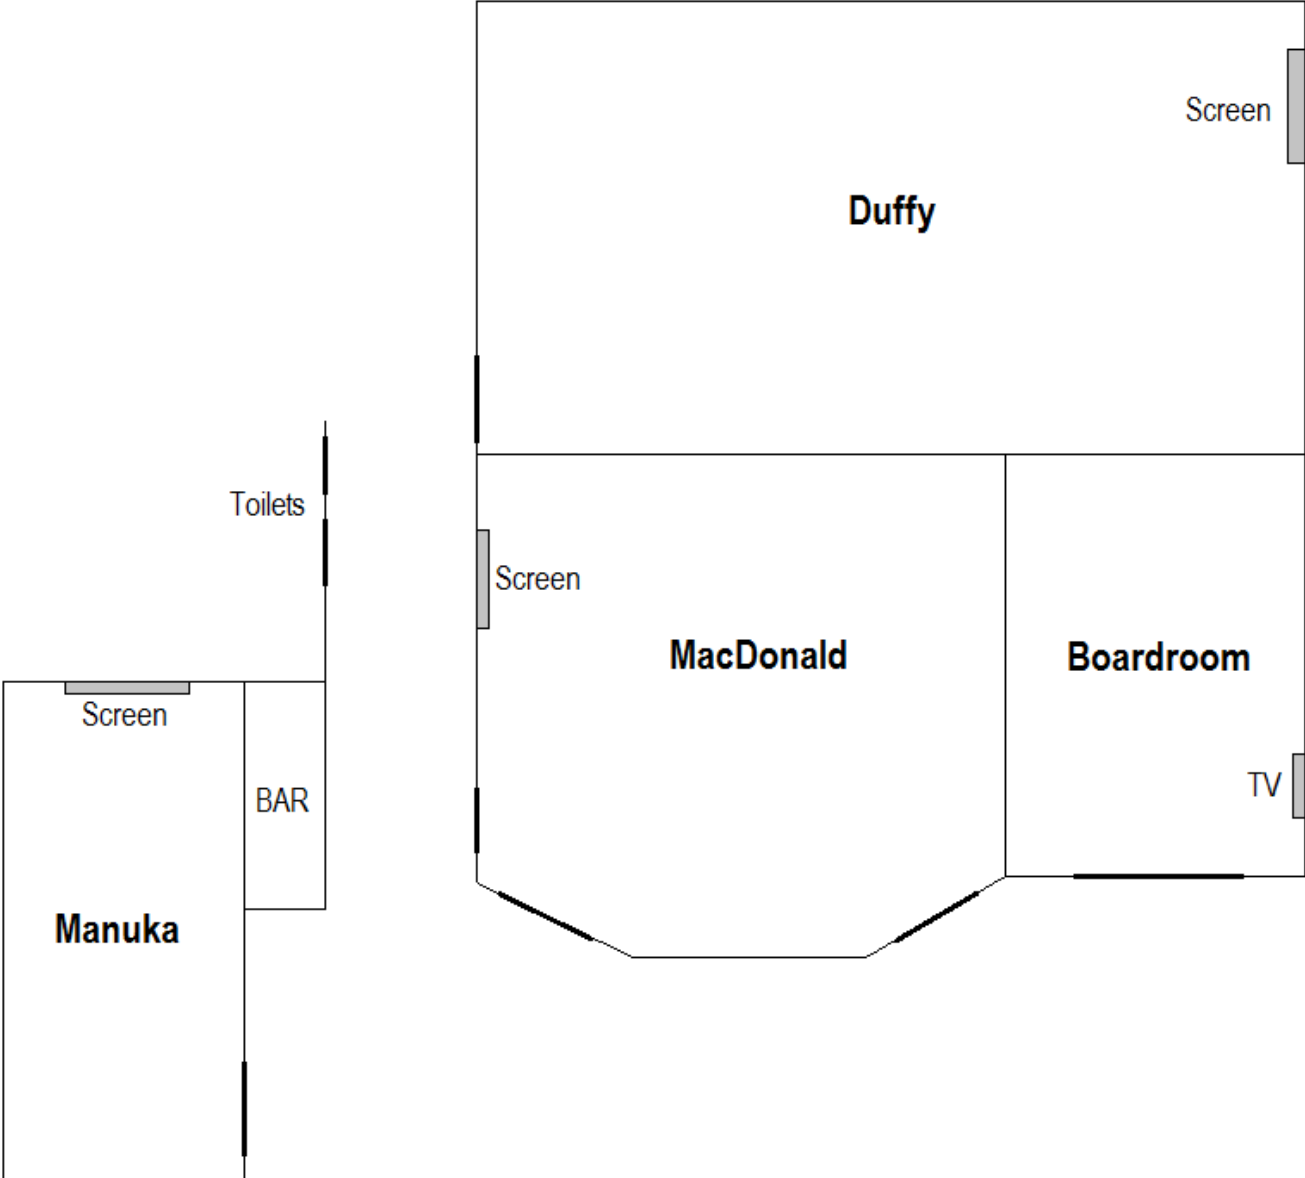 Screen
Duffy
Toilets
Screen
MacDonald
Boardroom
Screen
TV
BAR
Manuka